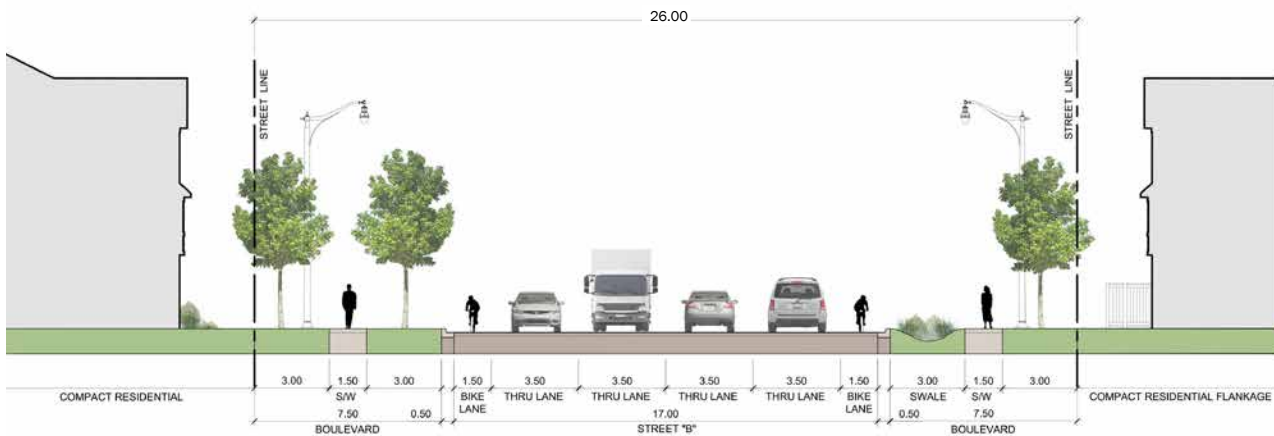 26.00
STREET LINE
STREET LINE
3.00 1.50 3.00 1.50 3.50 3.50 3.50 3.50 1.50 3.00 1.50 3.00
COMPACT RESIDENTIAL S/W BIKE LANE THRU LANE THRU LANE THRU LANE THRU LANE BIKE LANE SWALE S/W COMPACT RESIDENTIAL FLANKAGE
7.50 0.50 17.00 0.50 7.50
BOULEVARD STREET "B" BOULEVARD